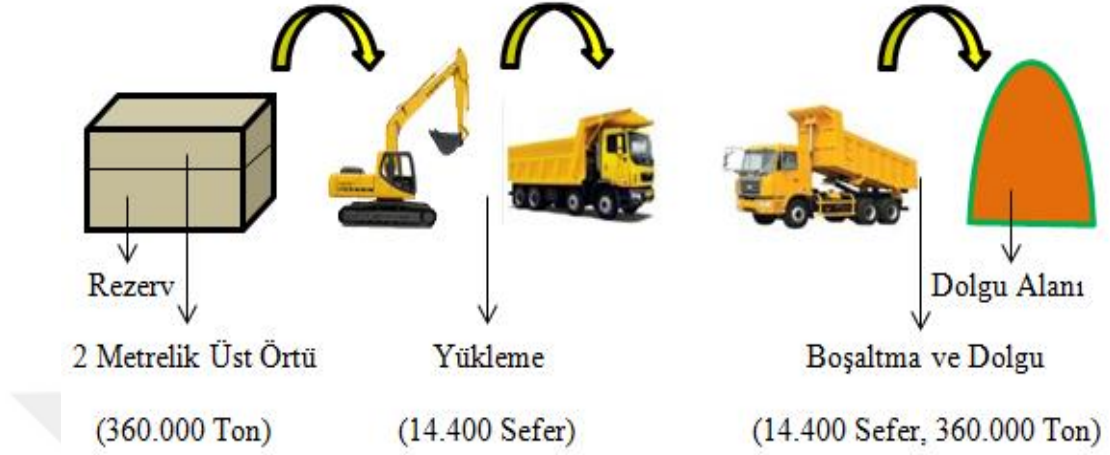 Rezerv
Dolgu Alanı
2 Metrelik Üst Örtü
Yükleme
Boşaltma ve Dolgu
(360.000 Ton)
(14.400 Sefer)
(14.400 Sefer, 360.000 Ton)